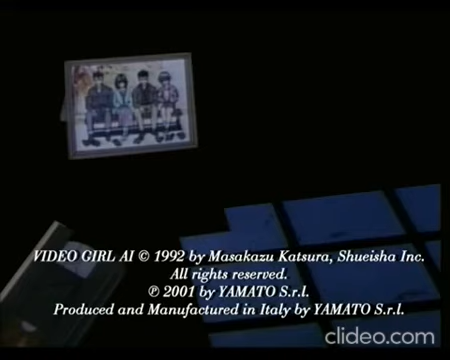 VIDEO GIRL AI © 1992 by Masakazu Katsura, Shueisha Inc.
All rights reserved.
℗ 2001 by YAMATO S.r.l.
Produced and Manufactured in Italy by YAMATO S.r.l.
clideo.com